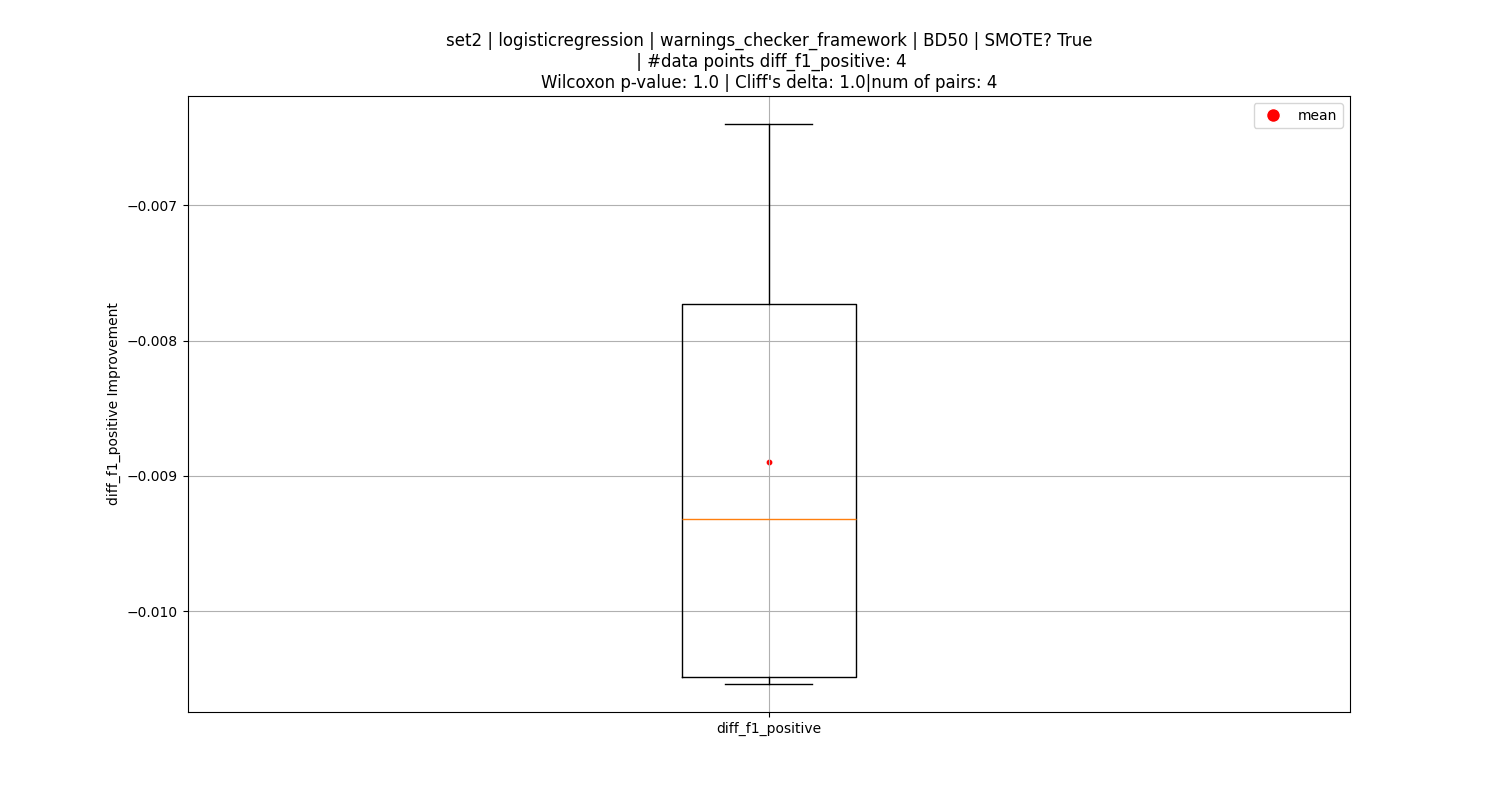 set2 | logisticregression | warnings_checker_framework | BD50 | SMOTE? True
| #data points diff_f1_positive: 4
Wilcoxon p-value: 1.0 | Cliff's delta: 1.0|num of pairs: 4
mean
−0.007
−0.008
−0.009
−0.010
diff_f1_positive Improvement
diff_f1_positive